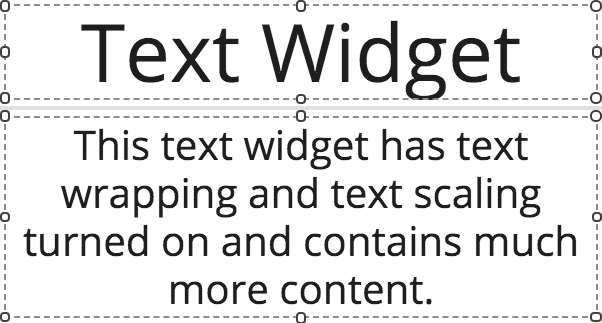 Text Widget
This text widget has text
wrapping and text scaling
turned on and contains much
more content.